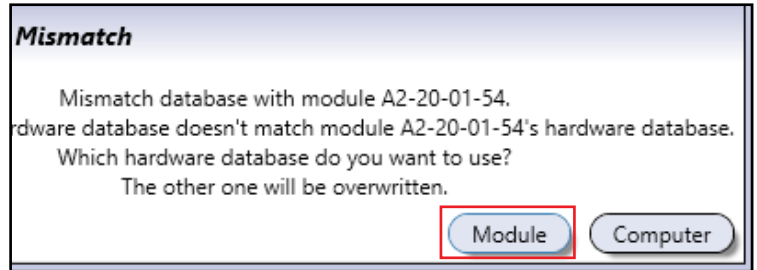 Mismatch
Mismatch database with module A2-20-01-54.
rdware database doesn't match module A2-20-01-54's hardware database.
Which hardware database do you want to use?
The other one will be overwritten.
Module Computer